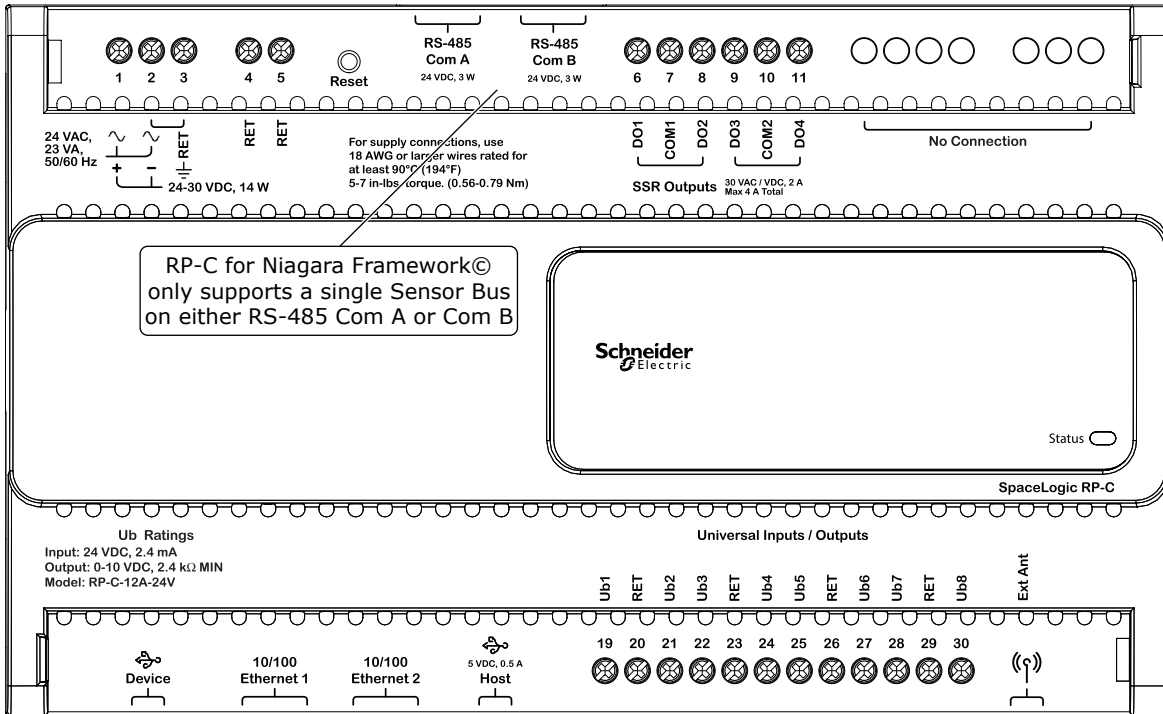 RS-485
Com A
24 VDC, 3 W
RS-485
Com B
24 VDC, 3 W
1 2 3 4 5
Reset
6 7 8 9 10 11
24 VAC,
23 VA,
50/60 Hz
+ −
RET
24-30 VDC, 14 W
RET RET
For supply connections, use
18 AWG or larger wires rated for
at least 90°C (194°F)
5-7 in-lbs. torque. (0.56-0.79 Nm)
DO1 COM1 DO2 DO3 COM2 DO4
SSR Outputs
30 VAC / VDC, 2 A
Max 4 A Total
No Connection
RP-C for Niagara Framework©
only supports a single Sensor Bus
on either RS-485 Com A or Com B
Schneider
Electric
Status
SpaceLogic RP-C
Ub Ratings
Input: 24 VDC, 2.4 mA
Output: 0-10 VDC, 2.4 kΩ MIN
Model: RP-C-12A-24V
Universal Inputs / Outputs
Ub1 RET Ub2 Ub3 RET Ub4 Ub5 RET Ub6 Ub7 RET Ub8
Ext Ant
19 20 21 22 23 24 25 26 27 28 29 30
Device
10/100
Ethernet 1
10/100
Ethernet 2
5 VDC, 0.5 A
Host